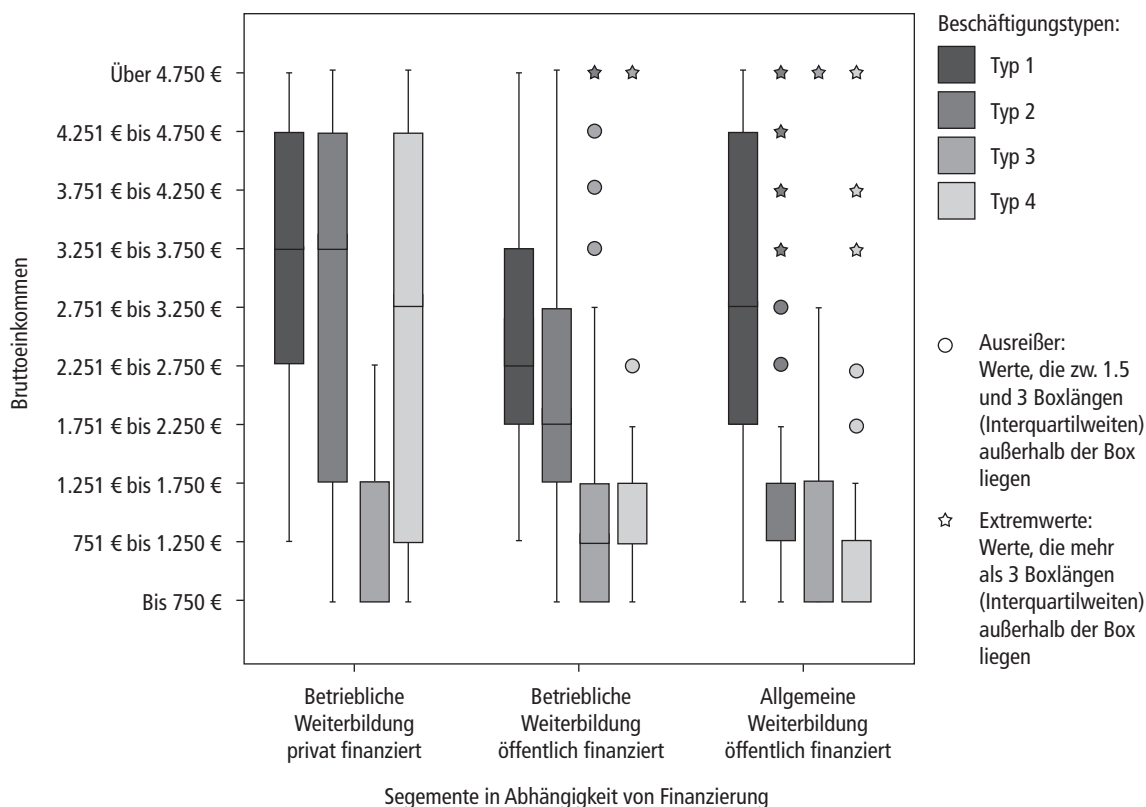 Bruttoeinkommen
Über 4.750 €
4.251 € bis 4.750 €
3.751 € bis 4.250 €
3.251 € bis 3.750 €
2.751 € bis 3.250 €
2.251 € bis 2.750 €
1.751 € bis 2.250 €
1.251 € bis 1.750 €
751 € bis 1.250 €
Bis 750 €
Betriebliche
Weiterbildung
privat finanziert
Betriebliche
Weiterbildung
öffentlich finanziert
Allgemeine
Weiterbildung
öffentlich finanziert
Segemente in Abhängigkeit von Finanzierung
Beschäftigungstypen:
Typ 1
Typ 2
Typ 3
Typ 4
Ausreißer:
Werte, die zw. 1.5
und 3 Boxlängen
(Interquartilweiten)
außerhalb der Box
liegen
Extremwerte:
Werte, die mehr
als 3 Boxlängen
(Interquartilweiten)
außerhalb der Box
liegen